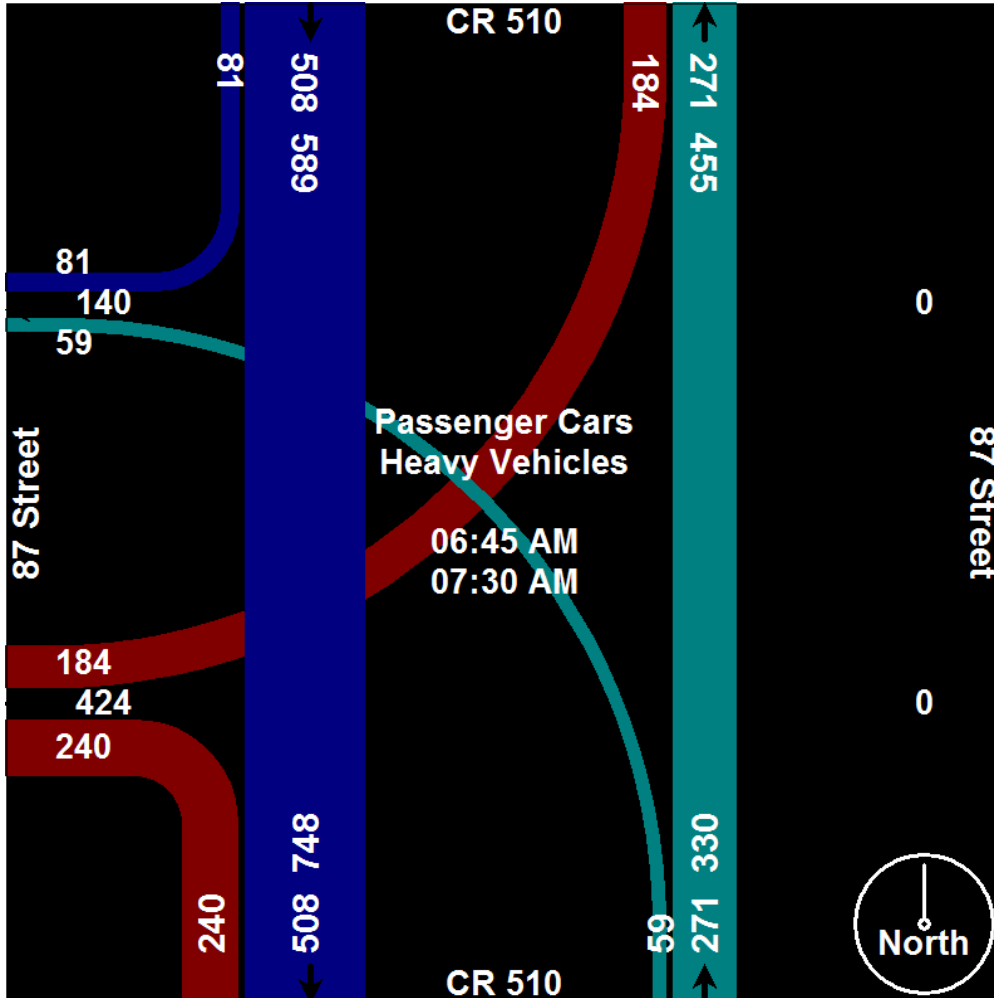 CR 510
81
508 589
184
271 455
81
140
59
0
Passenger Cars
Heavy Vehicles
87 Street
87 Street
06:45 AM
07:30 AM
184
424
240
0
240
508 748
59
271 330
North
CR 510